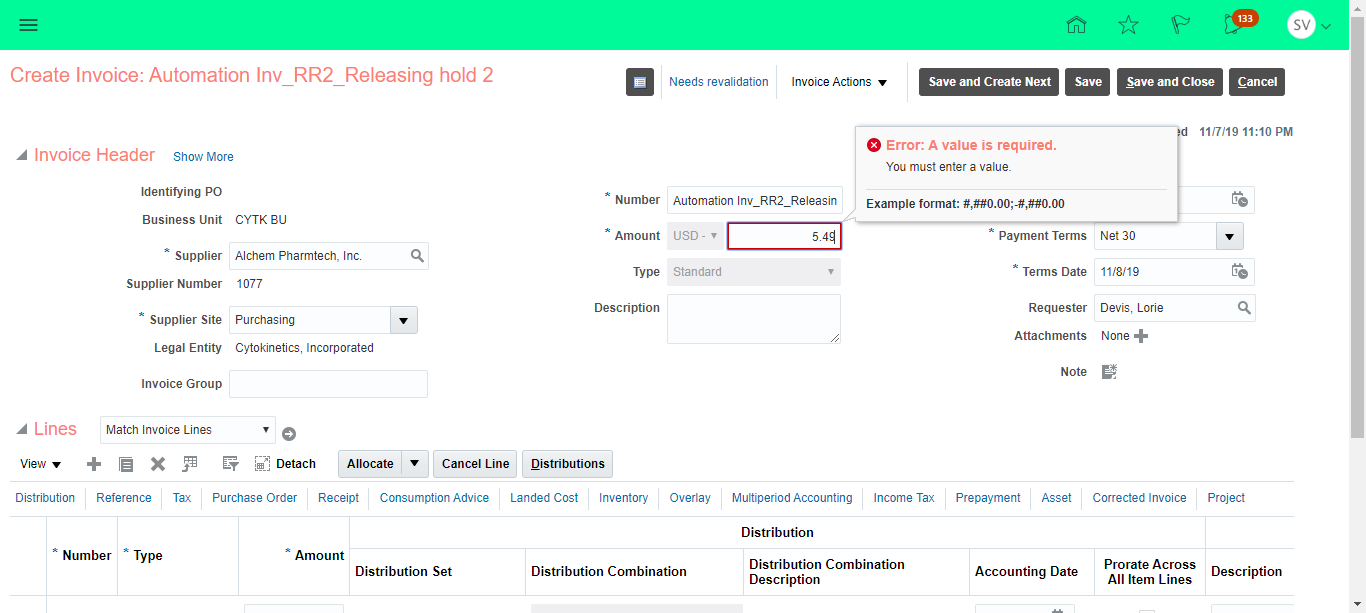 133
SV
Create Invoice: Automation Inv_RR2_Releasing hold 2
Needs revalidation
Invoice Actions
Save and Create Next
Save
Save and Close
Cancel
11/7/19 11:10 PM
Invoice Header
Show More
Error: A value is required.
You must enter a value.
Example format: #,##0.00;-#,##0.00
Identifying PO
Business Unit CYTK BU
* Supplier Alchem Pharmtech, Inc.
Supplier Number 1077
* Supplier Site Purchasing
Legal Entity Cytokinetics, Incorporated
Invoice Group
* Number Automation Inv_RR2_Releasin
* Amount USD - 5.49
Type Standard
Description
* Payment Terms Net 30
* Terms Date 11/8/19
Requester Devis, Lorie
Attachments None
Note
Lines
Match Invoice Lines
View
Detach
Allocate
Cancel Line
Distributions
Distribution
Reference
Tax
Purchase Order
Receipt
Consumption Advice
Landed Cost
Inventory
Overlay
Multiperiod Accounting
Income Tax
Prepayment
Asset
Corrected Invoice
Project
* Number
* Type
* Amount
Distribution
Distribution Set
Distribution Combination
Distribution Combination
Description
Accounting Date
Prorate Across
All Item Lines
Description